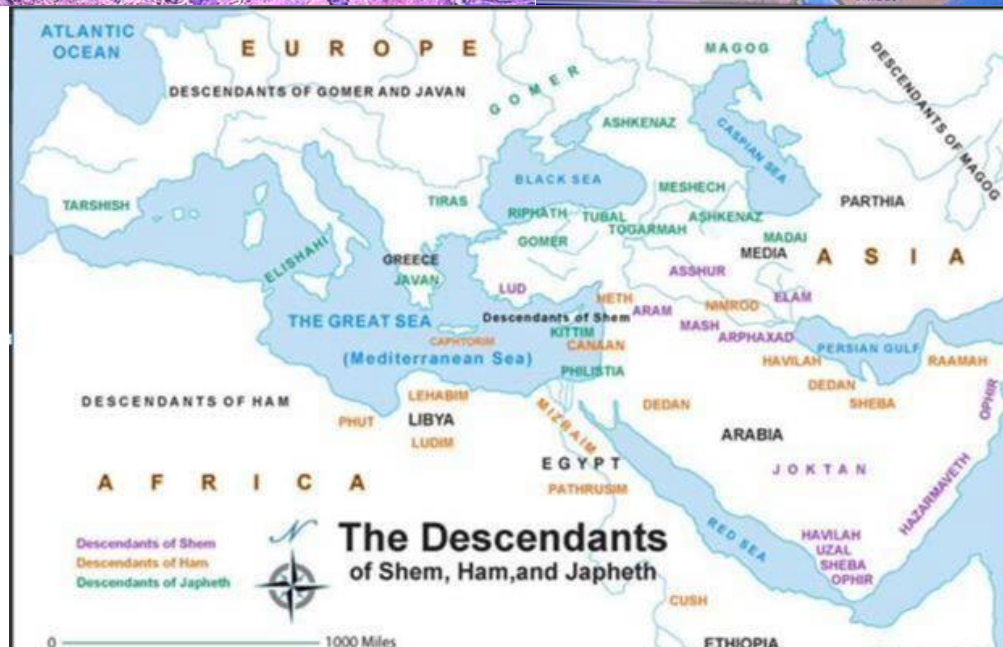 ATLANTIC
OCEAN
EUROPE
MAGOG
DESCENDANTS OF MAGOG
DESCENDANTS OF GOMER AND JAVAN
GOMER
ASHKENAZ
CASPIAN SEA
BLACK SEA
MESHECH
PARTHIA
TARSHISH
TIRAS
RIPHATH
TUBAL
ASHKENAZ
TOGARMAH
GOMER
MADAI
ELISHAHI
GREECE
JAVAN
MEDIA
ASIA
ASSHUR
LUD
HETH
ARAM
NIMROD
ELAM
THE GREAT SEA
Descendants of Shem
MASH
KITTIM
ARPHAXAD
CAPHTORIM
CANAAN
PERSIAN GULF
(Mediterranean Sea)
HAVILAH
RAAMAH
PHILISTIA
DEDAN
OPHIR
DESCENDANTS OF HAM
LEHABIM
MIZRAIM
DEDAN
SHEBA
PHUT
LIBYA
ARABIA
LUDIM
EGYPT
JOKTAN
AFRICA
PATHRUSIM
HAZARMAVETH
The Descendants
of Shem, Ham,and Japheth
N
RED SEA
HAVILAH
UZAL
SHEBA
OPHIR
Descendants of Shem
Descendants of Ham
Descendants of Japheth
CUSH
0
1000 Miles
ETHIOPIA